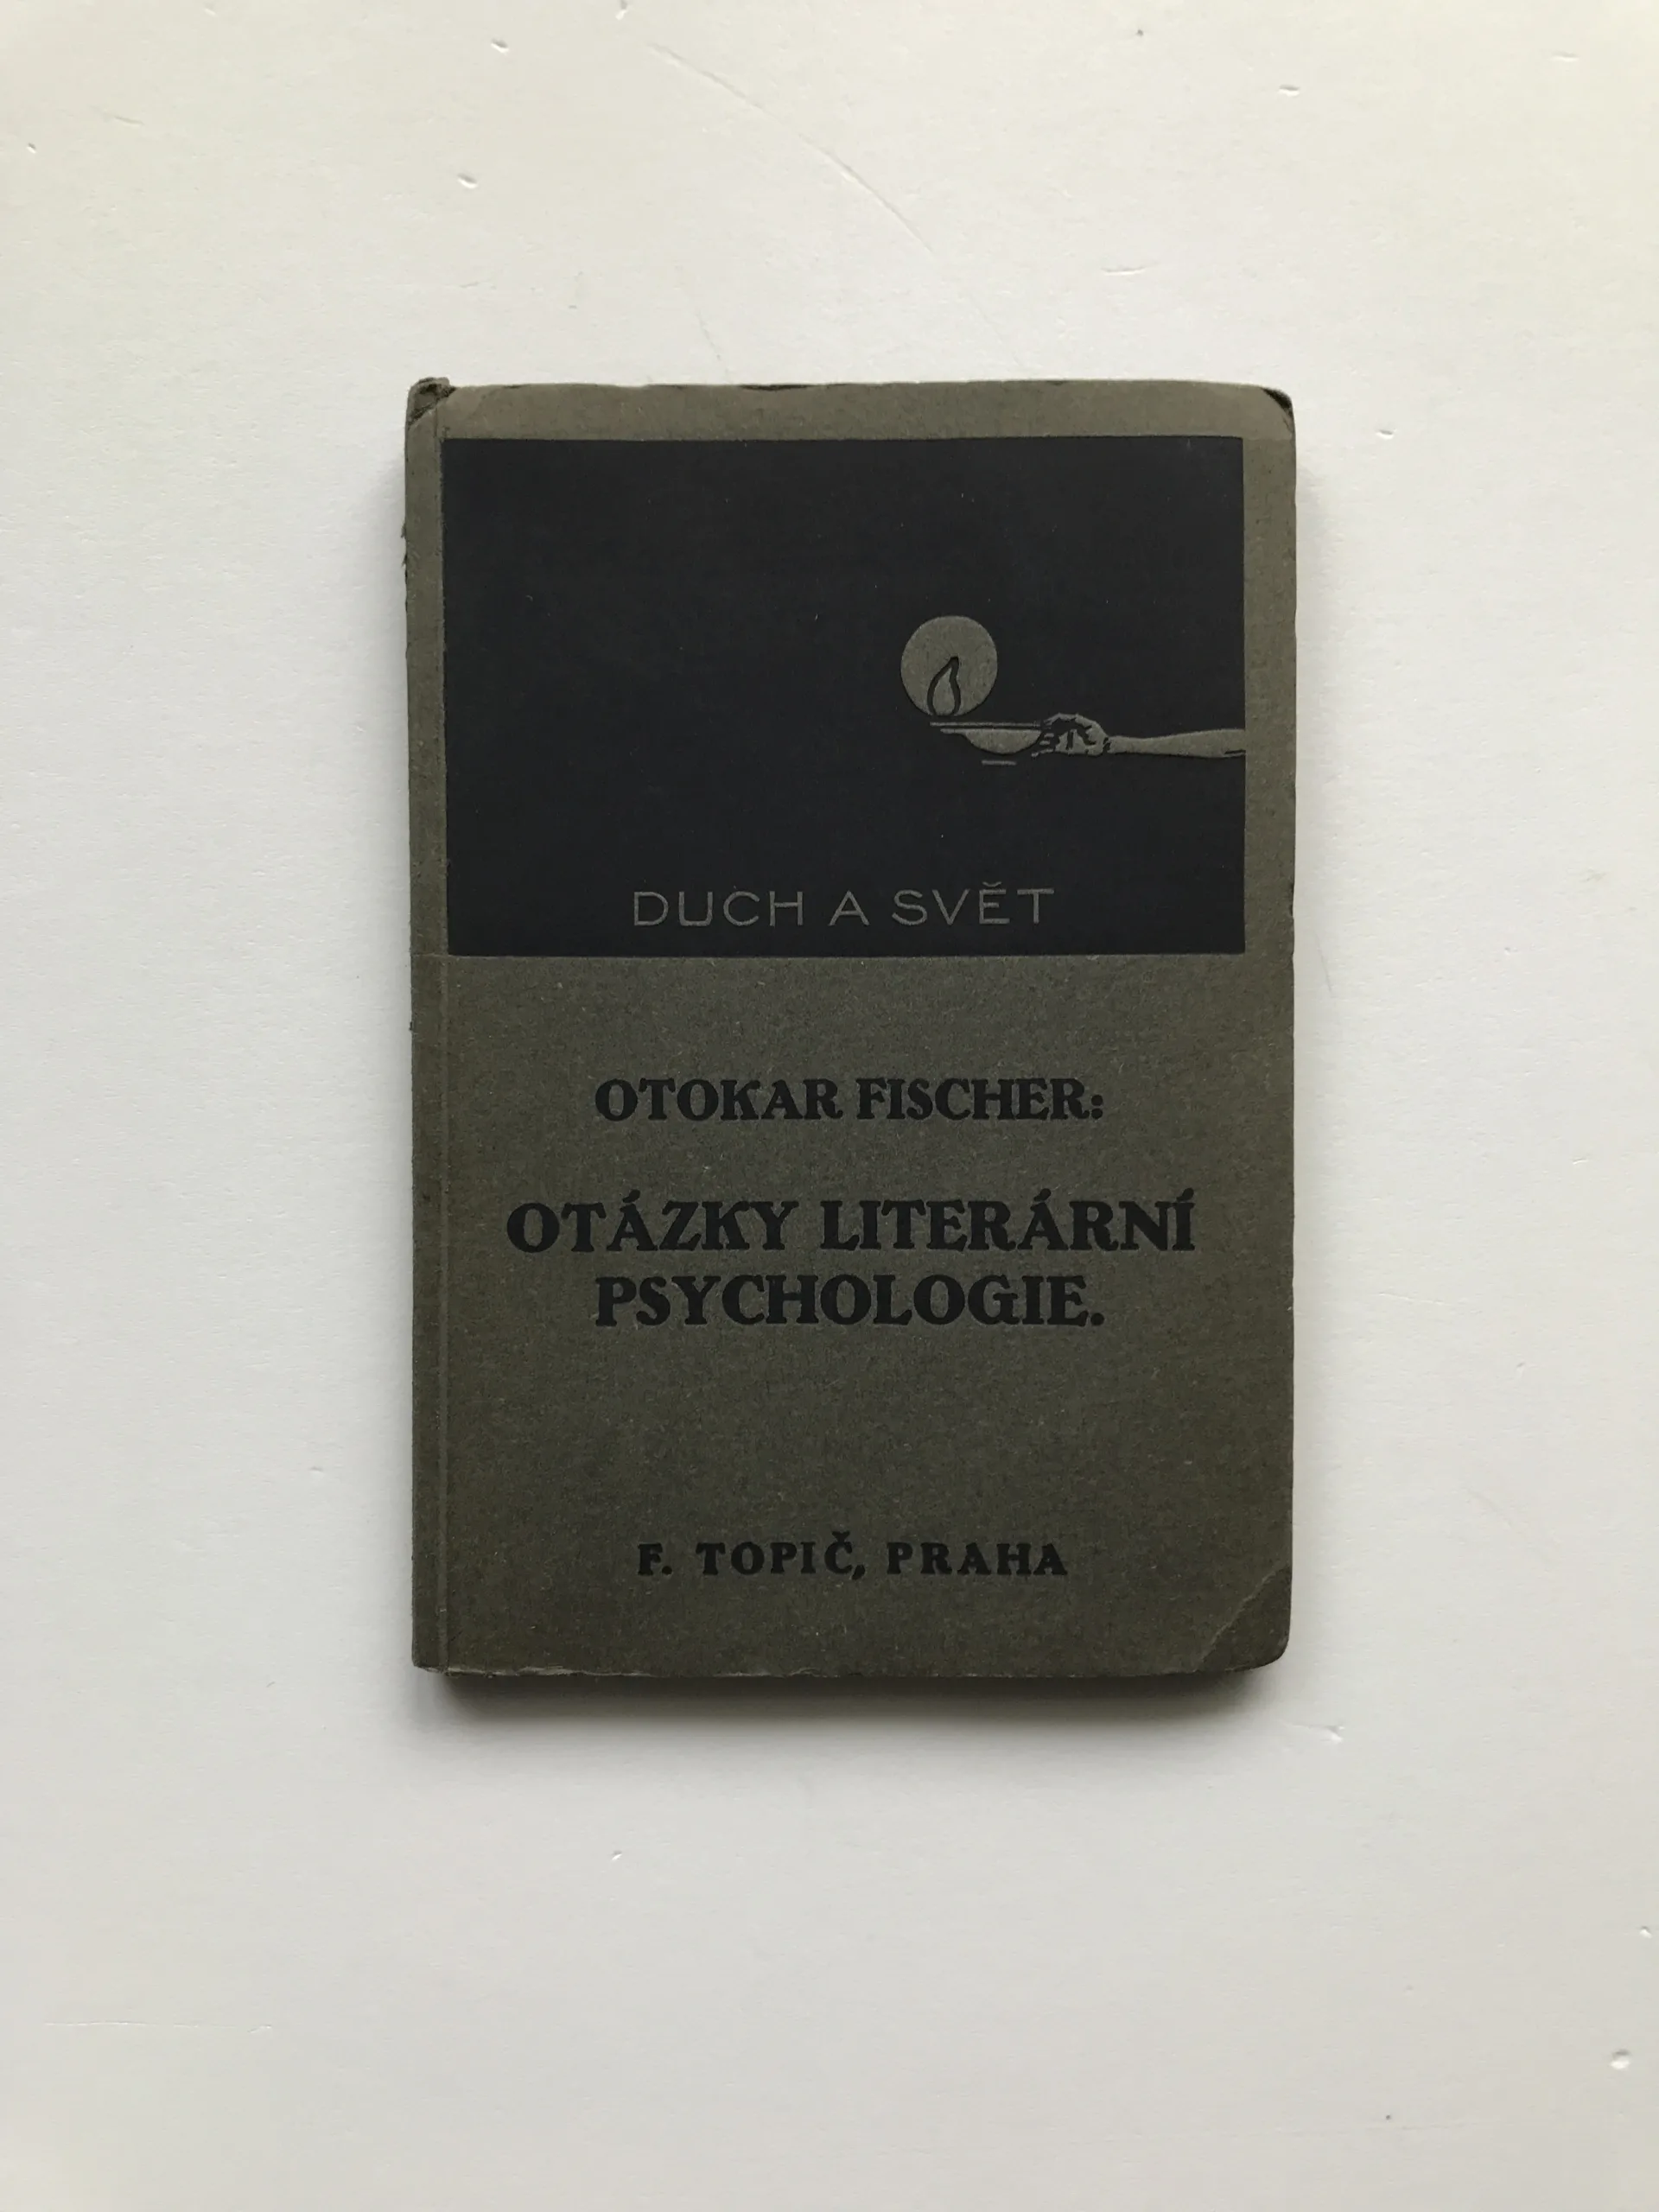 DUCH A SVĚT
OTOKAR FISCHER:
OTÁZKY LITERÁRNÍ
PSYCHOLOGIE.
F. TOPIČ, PRAHA